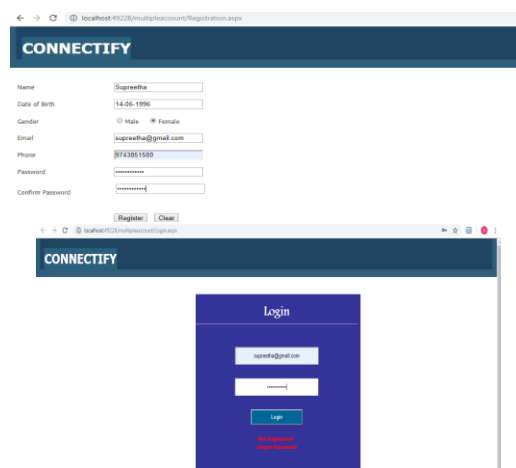 localhost:49228/multipleaccount/Registration.aspx
CONNECTIFY
Name Supreetha
Date of Birth 14-06-1996
Gender Male Female
Email supreetha@gmail.com
Phone 9743851580
Password ••••••••••••
Confirm Password ••••••••••••
Register Clear
localhost:49228/multipleaccount/Login.aspx
CONNECTIFY
Login
supreetha@gmail.com
••••••••••
Login
Forgot Password?